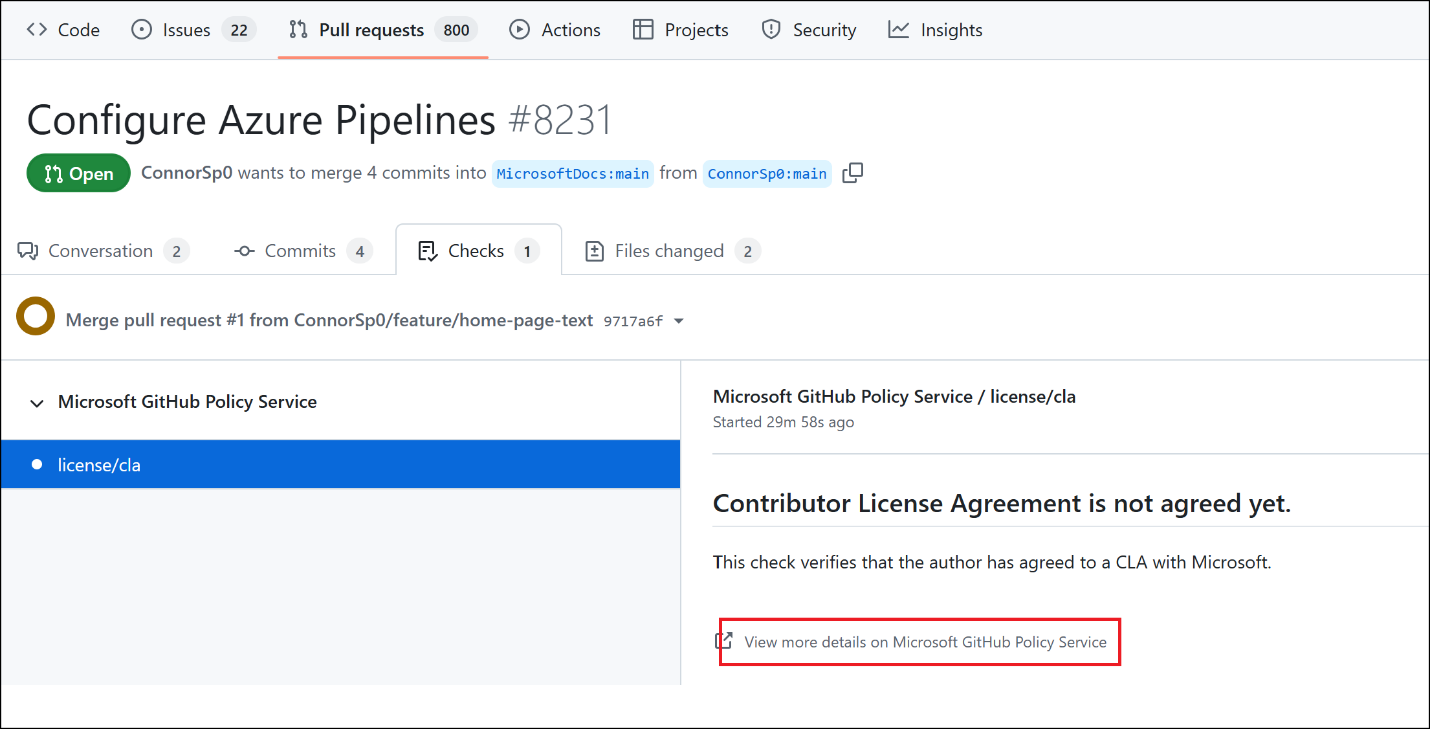 Code Issues 22 Pull requests 800 Actions Projects Security Insights
Configure Azure Pipelines #8231
Open ConnorSp0 wants to merge 4 commits into MicrosoftDocs:main from ConnorSp0:main
Conversation 2 Commits 4 Checks 1 Files changed 2
Merge pull request #1 from ConnorSp0/feature/home-page-text 9717a6f
Microsoft GitHub Policy Service
license/cla
Microsoft GitHub Policy Service / license/cla
Started 29m 58s ago
Contributor License Agreement is not agreed yet.
This check verifies that the author has agreed to a CLA with Microsoft.
View more details on Microsoft GitHub Policy Service